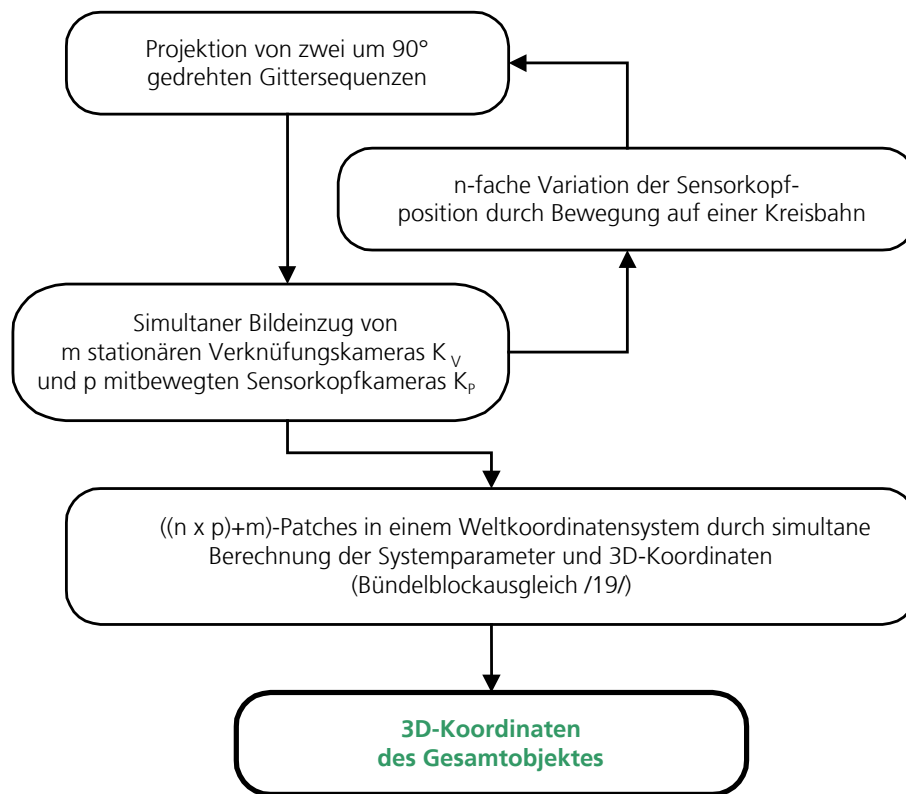 Projektion von zwei um 90°
gedrehten Gittersequenzen
n-fache Variation der Sensorkopf-
position durch Bewegung auf einer Kreisbahn
Simultaner Bildeinzug von
m stationären Verknüfungskameras K V
und p mitbewegten Sensorkopfkameras KP
((n x p)+m)-Patches in einem Weltkoordinatensystem durch simultane
Berechnung der Systemparameter und 3D-Koordinaten
(Bündelblockausgleich /19/)
3D-Koordinaten
des Gesamtobjektes